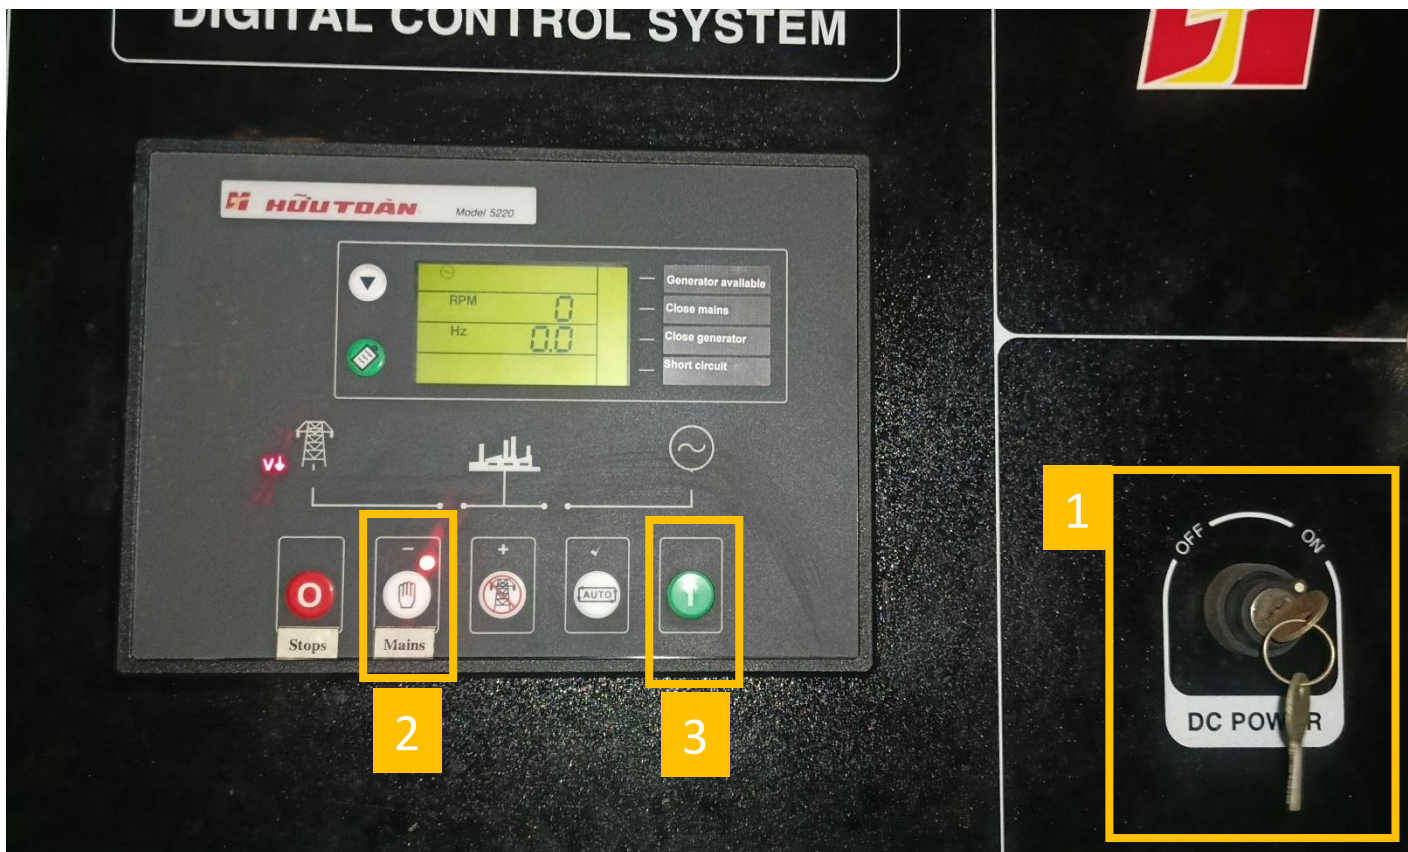 DIGITAL CONTROL SYSTEM
HỮU TOÀN Model 5220
Generator available
RPM 0
Close mains
Hz 0.0
Close generator
Short circuit
V
1
OFF
ON
O
AUTO
I
Stops
Mains
DC POWER
2
3